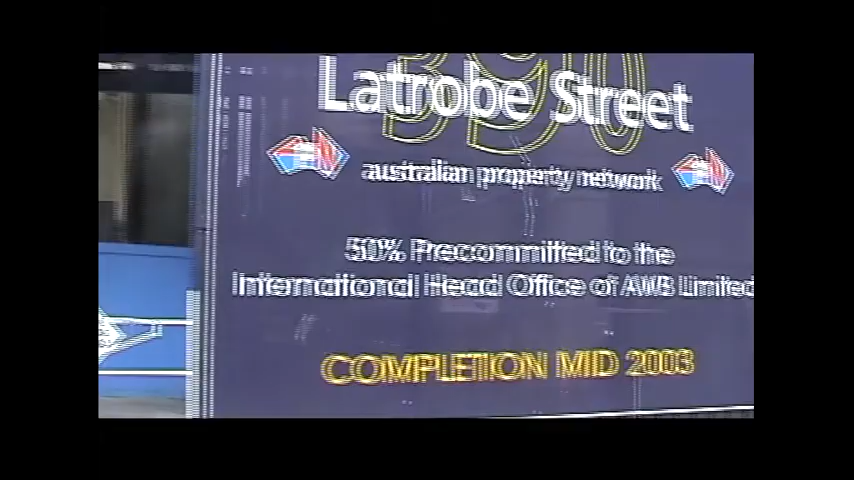 390
Latrobe Street
australian property network
50% Precommitted to the
International Head Office of AWB Limited
COMPLETION MID 2003